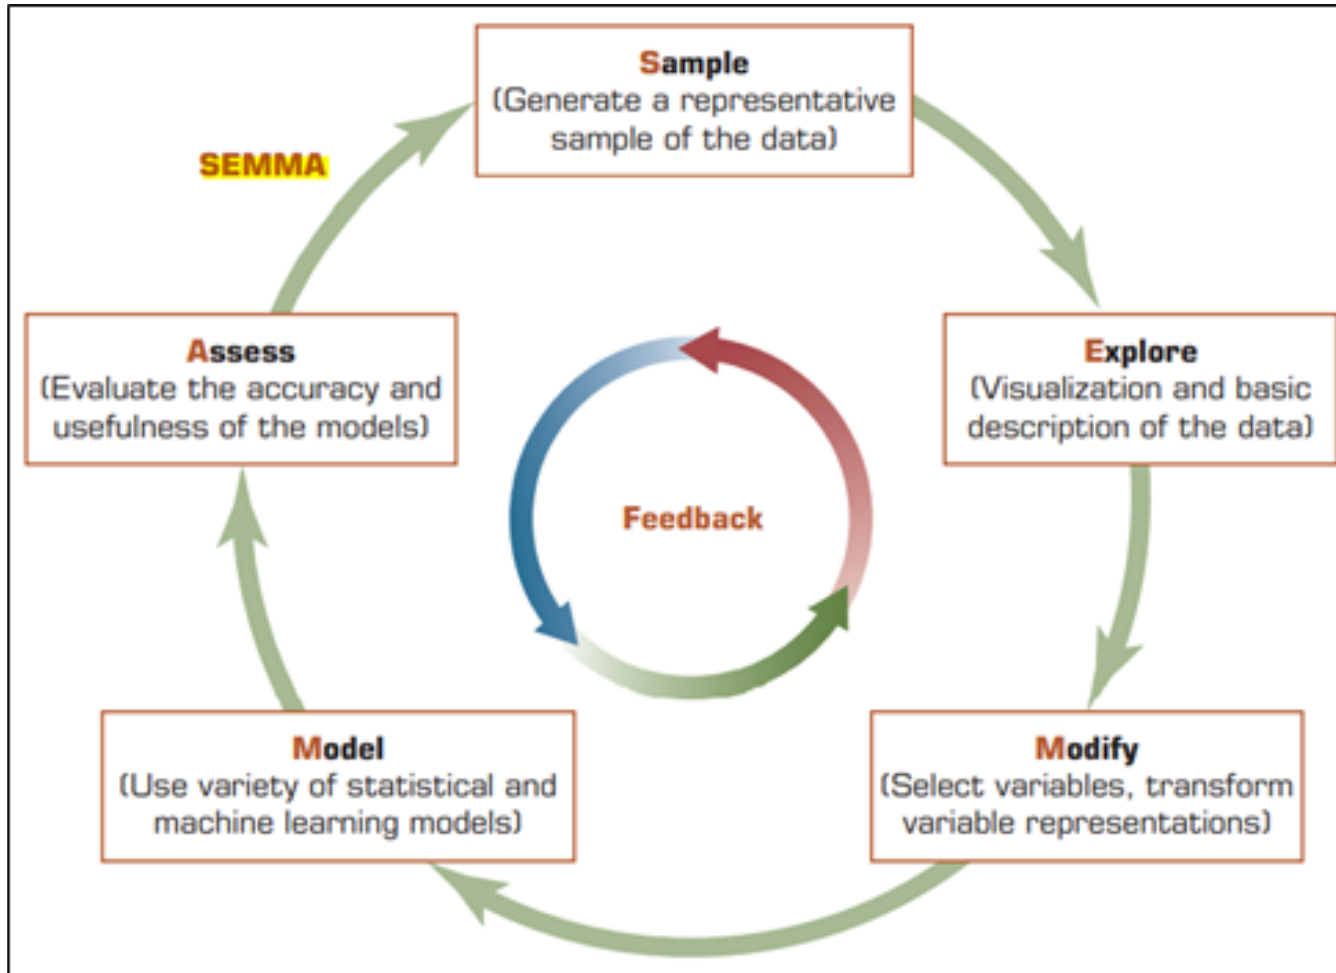 Sample
(Generate a representative
sample of the data)
SEMMA
Assess
(Evaluate the accuracy and
usefulness of the models)
Explore
(Visualization and basic
description of the data)
Feedback
Model
(Use variety of statistical and
machine learning models)
Modify
(Select variables, transform
variable representations)